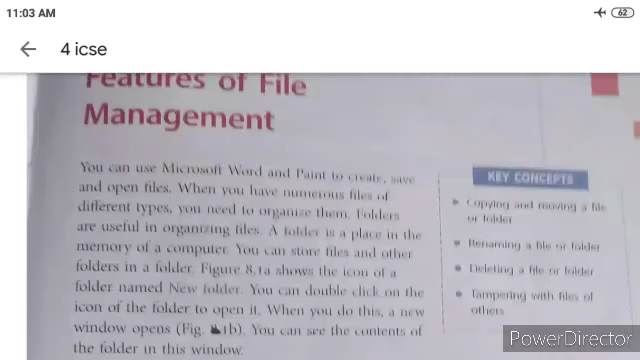 11:03 AM
62
4 icse
Features of File
Management
You can use Microsoft Word and Paint to create, save
and open files. When you have numerous files of
different types, you need to organize them. Folders
are useful in organizing files. A folder is a place in the
memory of a computer. You can store files and other
folders in a folder. Figure 8.1a shows the icon of a
folder named New folder. You can double click on the
icon of the folder to open it. When you do this, a new
window opens (Fig. 1b). You can see the contents of
the folder in this window.
KEY CONCEPTS
Copying and moving a file
or folder
Renaming a file or folder
Deleting a file or folder
Tampering with files of
others
PowerDirector